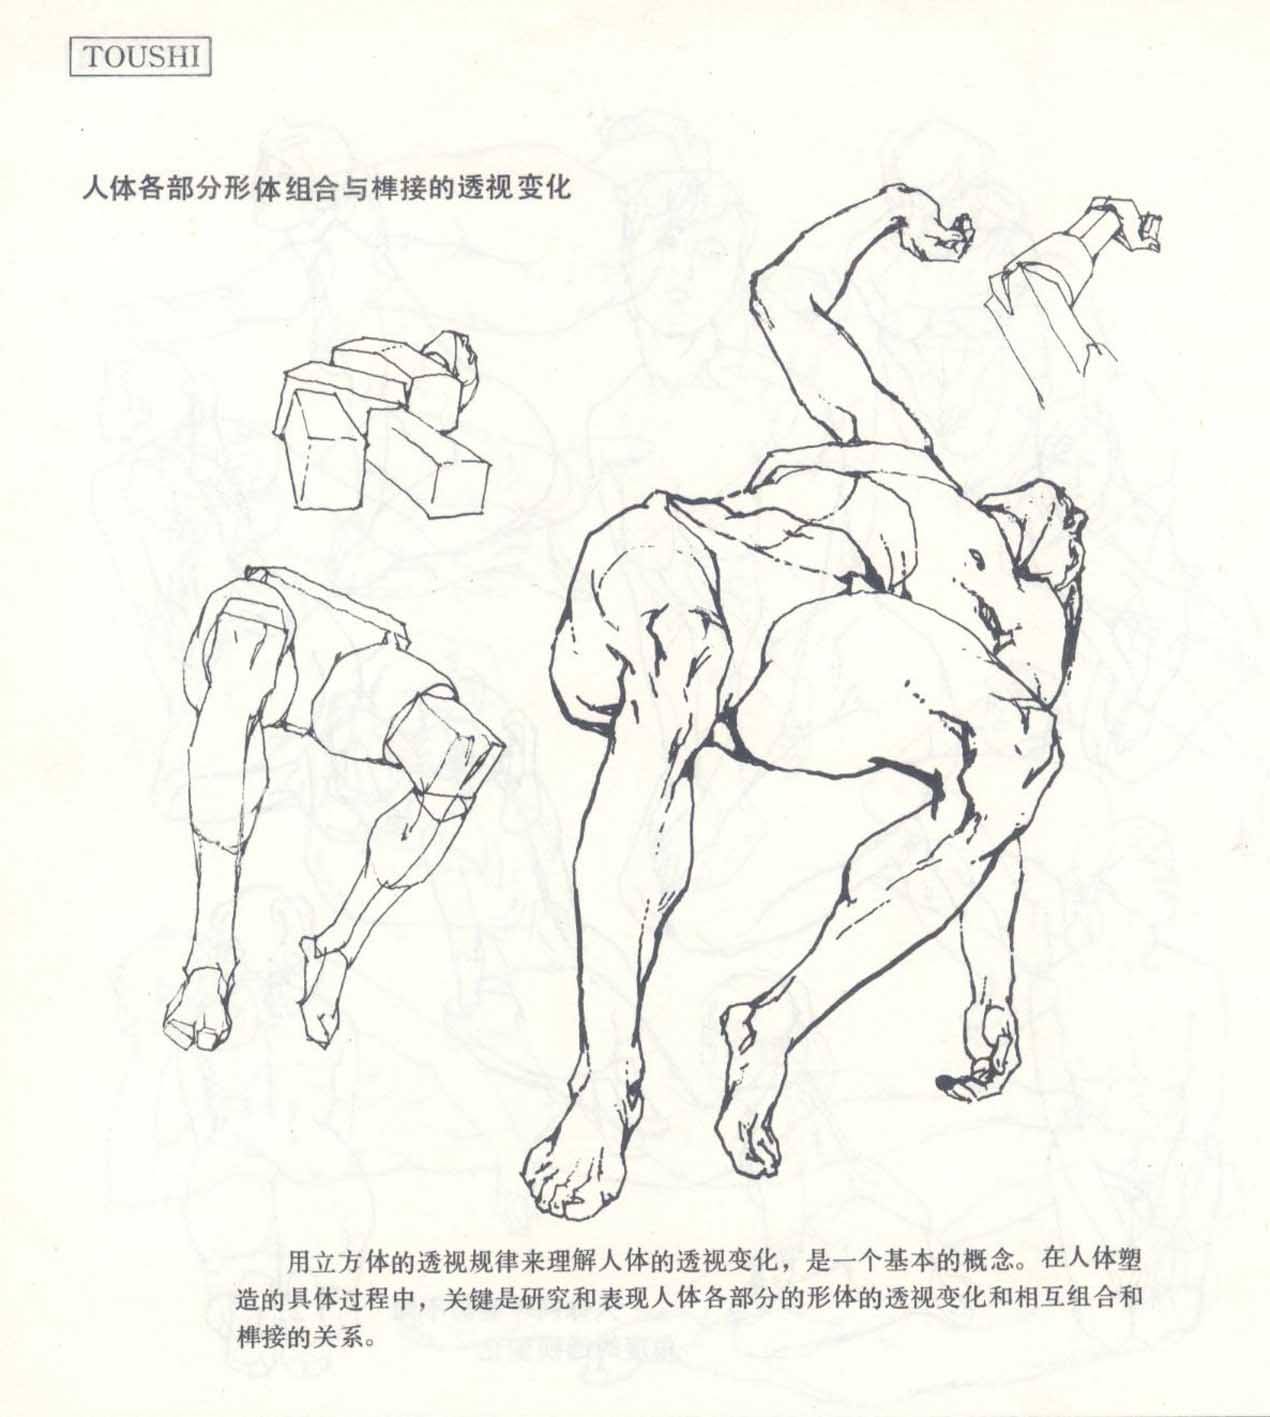 TOUSHI
人体各部分形体组合与榫接的透视变化
用立方体的透视规律来理解人体的透视变化，是一个基本的概念。在人体塑
造的具体过程中，关键是研究和表现人体各部分的形体的透视变化和相互组合和
榫接的关系。